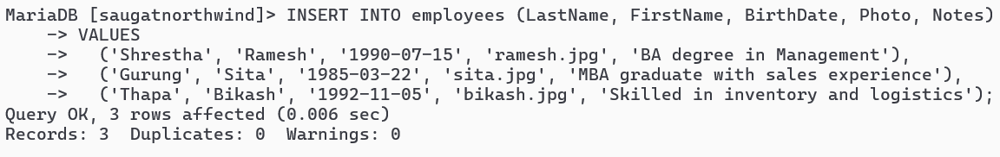 MariaDB [saugatnorthwind]> INSERT INTO employees (LastName, FirstName, BirthDate, Photo, Notes)
    -> VALUES
    ->   ('Shrestha', 'Ramesh', '1990-07-15', 'ramesh.jpg', 'BA degree in Management'),
    ->   ('Gurung', 'Sita', '1985-03-22', 'sita.jpg', 'MBA graduate with sales experience'),
    ->   ('Thapa', 'Bikash', '1992-11-05', 'bikash.jpg', 'Skilled in inventory and logistics');
Query OK, 3 rows affected (0.006 sec)
Records: 3  Duplicates: 0  Warnings: 0